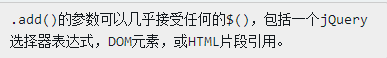 .add()的参数可以几乎接受任何的$()，包括一个jQuery
选择器表达式，DOM元素，或HTML片段引用。